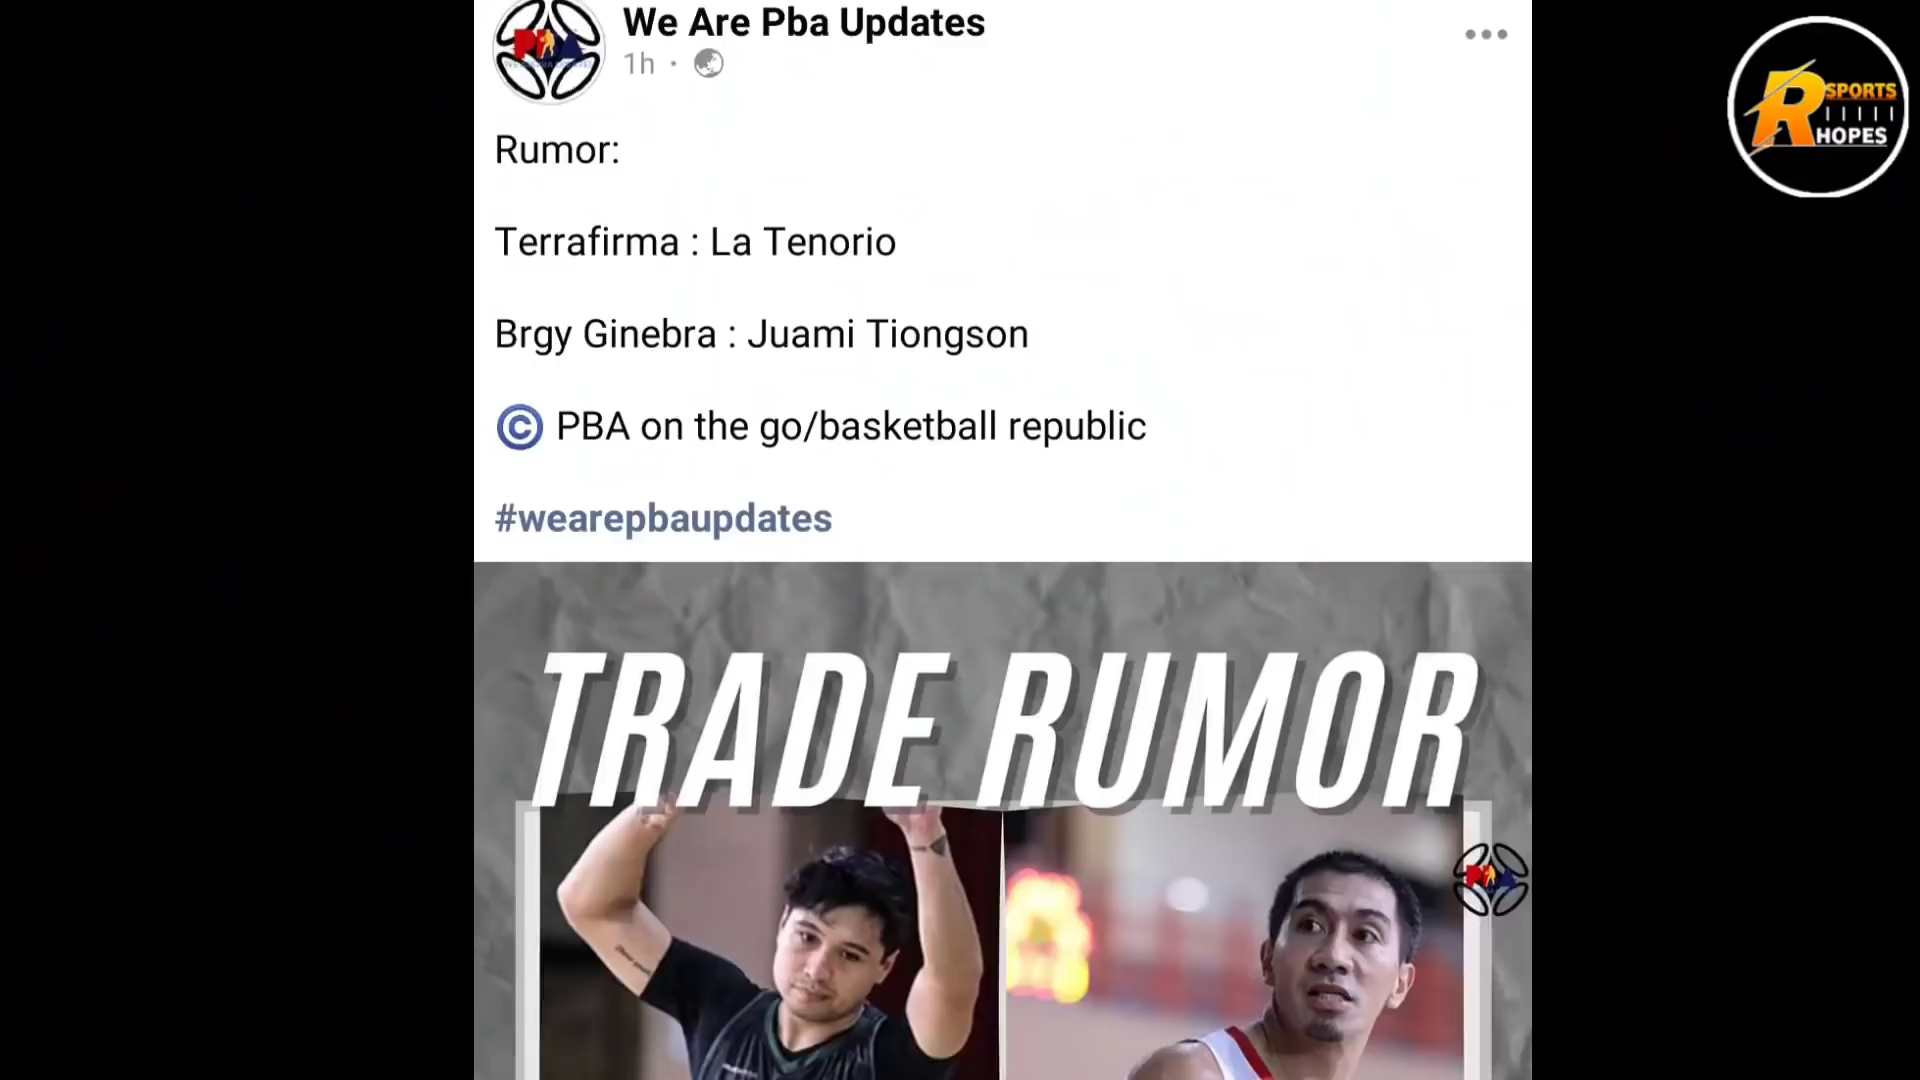 We Are Pba Updates
1h ·
SPORTS
HOPES
Rumor:
Terrafirma : La Tenorio
Brgy Ginebra : Juami Tiongson
© PBA on the go/basketball republic
#wearepbaupdates
TRADE RUMOR